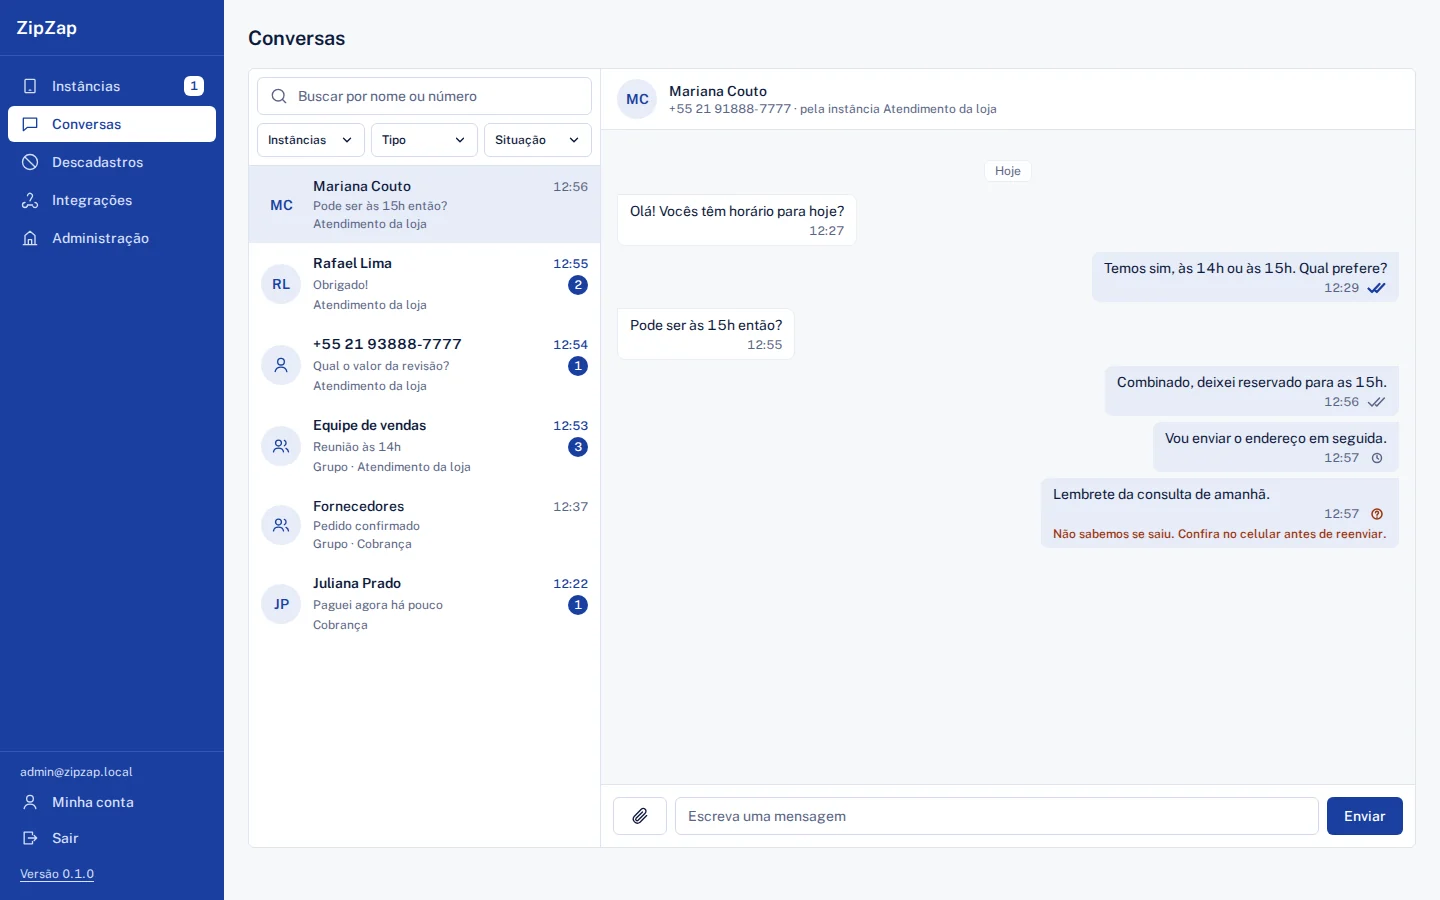 ZipZap
Instâncias 1
Conversas
Descadastros
Integrações
Administração
admin@zipzap.local
Minha conta
Sair
Versão 0.1.0
Conversas
Buscar por nome ou número
Instâncias Tipo Situação
MC
Mariana Couto 12:56
Pode ser às 15h então?
Atendimento da loja
RL
Rafael Lima 12:55
Obrigado! 2
Atendimento da loja
+55 21 93888-7777 12:54
Qual o valor da revisão? 1
Atendimento da loja
Equipe de vendas 12:53
Reunião às 14h 3
Grupo · Atendimento da loja
Fornecedores 12:37
Pedido confirmado
Grupo · Cobrança
JP
Juliana Prado 12:22
Paguei agora há pouco 1
Cobrança
MC
Mariana Couto
+55 21 91888-7777 · pela instância Atendimento da loja
Hoje
Olá! Vocês têm horário para hoje?
12:27
Temos sim, às 14h ou às 15h. Qual prefere?
12:29
Pode ser às 15h então?
12:55
Combinado, deixei reservado para as 15h.
12:56
Vou enviar o endereço em seguida.
12:57
Lembrete da consulta de amanhã.
12:57
Não sabemos se saiu. Confira no celular antes de reenviar.
Escreva uma mensagem
Enviar